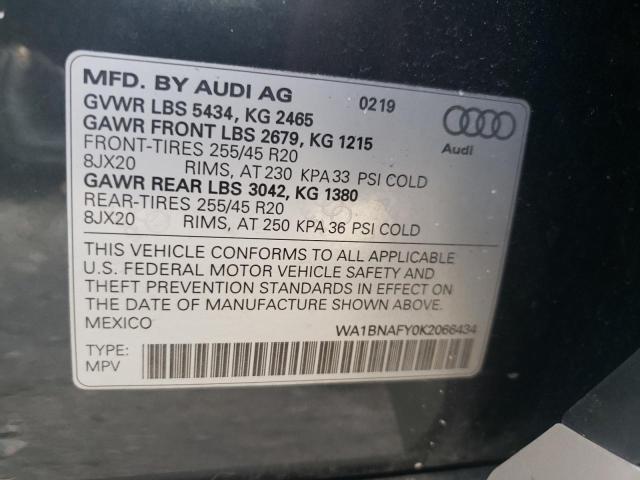 MFD. BY AUDI AG 0219
GVWR LBS 5434, KG 2465
GAWR FRONT LBS 2679, KG 1215
FRONT-TIRES 255/45 R20
8JX20 RIMS, AT 230 KPA 33 PSI COLD
GAWR REAR LBS 3042, KG 1380
REAR-TIRES 255/45 R20
8JX20 RIMS, AT 250 KPA 36 PSI COLD
Audi
THIS VEHICLE CONFORMS TO ALL APPLICABLE
U.S. FEDERAL MOTOR VEHICLE SAFETY AND
THEFT PREVENTION STANDARDS IN EFFECT ON
THE DATE OF MANUFACTURE SHOWN ABOVE.
MEXICO WA1BNAFY0K2066434
TYPE:
MPV